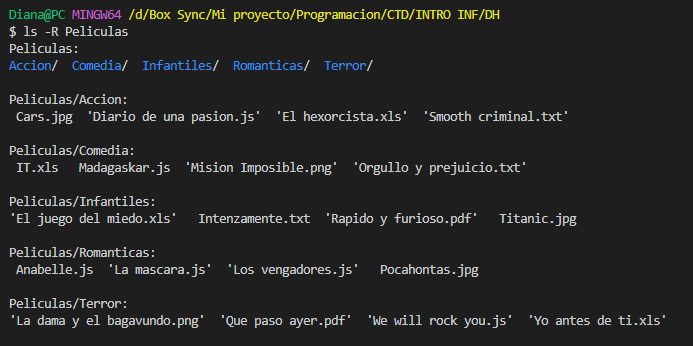 Diana@PC MINGW64 /d/Box Sync/Mi proyecto/Programacion/CTD/INTRO INF/DH
$ ls -R Peliculas
Peliculas:
Accion/  Comedia/  Infantiles/  Romanticas/  Terror/

Peliculas/Accion:
 Cars.jpg  'Diario de una pasion.js'  'El hexorcista.xls'  'Smooth criminal.txt'

Peliculas/Comedia:
 IT.xls   Madagaskar.js  'Mision Imposible.png'  'Orgullo y prejuicio.txt'

Peliculas/Infantiles:
'El juego del miedo.xls'   Intenzamente.txt  'Rapido y furioso.pdf'   Titanic.jpg

Peliculas/Romanticas:
 Anabelle.js  'La mascara.js'  'Los vengadores.js'   Pocahontas.jpg

Peliculas/Terror:
'La dama y el bagavundo.png'  'Que paso ayer.pdf'  'We will rock you.js'  'Yo antes de ti.xls'